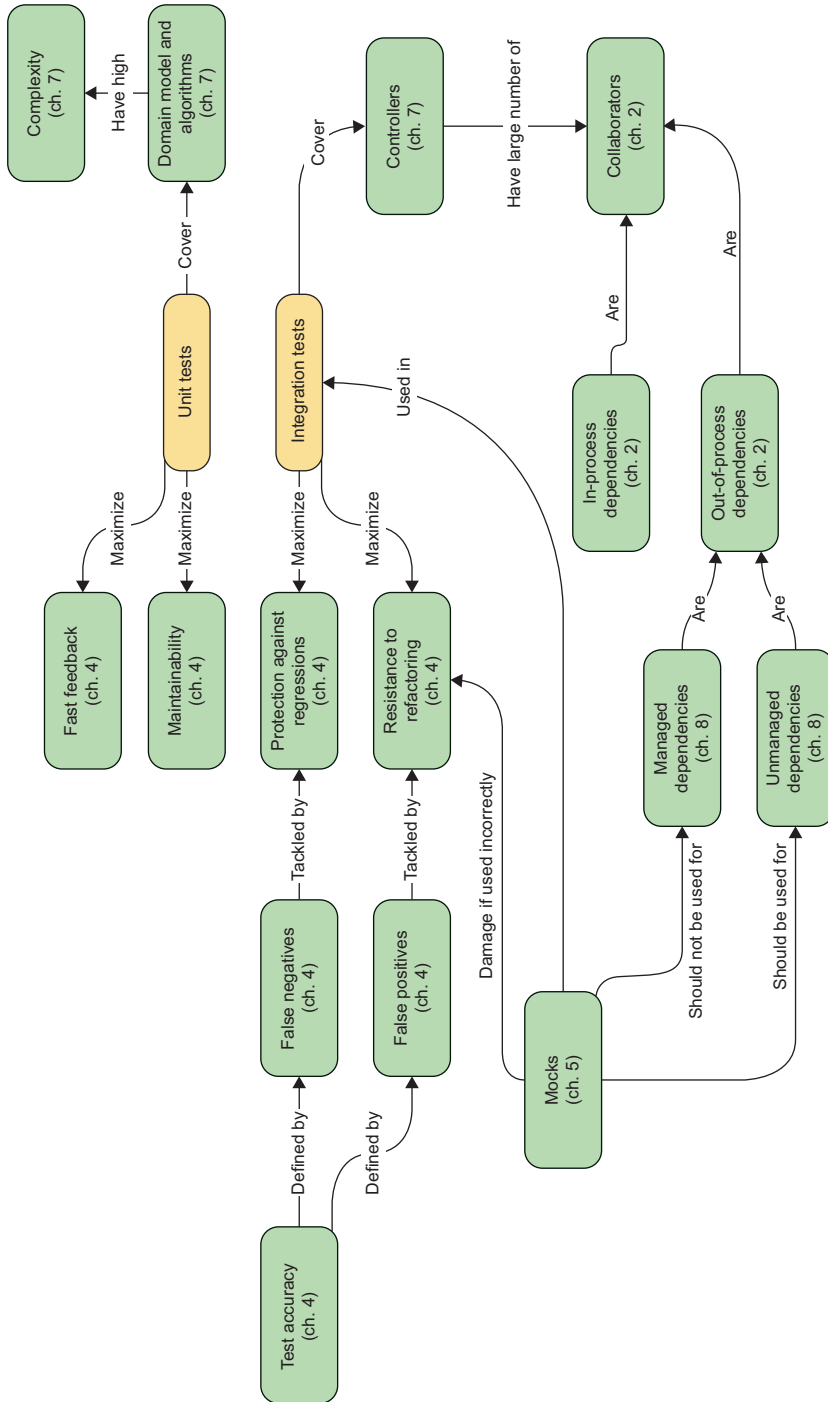 Complexity
(ch. 7)
Have high
Domain model and
algorithms
(ch. 7)
Cover
Unit tests
Maximize
Maximize
Fast feedback
(ch. 4)
Maintainability
(ch. 4)
Controllers
(ch. 7)
Cover
Integration tests
Maximize
Maximize
Protection against
regressions
(ch. 4)
Resistance to
refactoring
(ch. 4)
Tackled by
Tackled by
False negatives
(ch. 4)
False positives
(ch. 4)
Defined by
Defined by
Test accuracy
(ch. 4)
Have large number of
Collaborators
(ch. 2)
Used in
Are
Are
In-process
dependencies
(ch. 2)
Out-of-process
dependencies
(ch. 2)
Are
Are
Managed
dependencies
(ch. 8)
Unmanaged
dependencies
(ch. 8)
Damage if used incorrectly
Should not be used for
Should be used for
Mocks
(ch. 5)